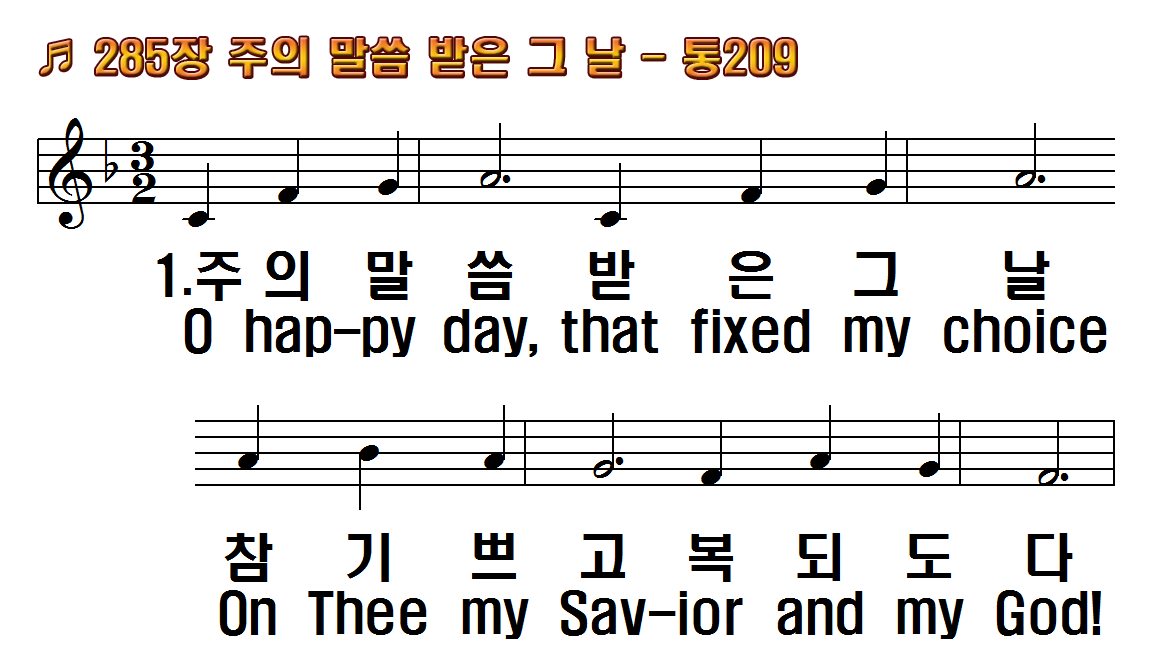 ♬ 285장 주의 말씀 받은 그 날 - 통209
3
2
1.주 의 말 씀 받 은 그 날
O hap-py day, that fixed my choice
참 기 쁘 고 복 되 도 다
On Thee my Sav-ior and my God!